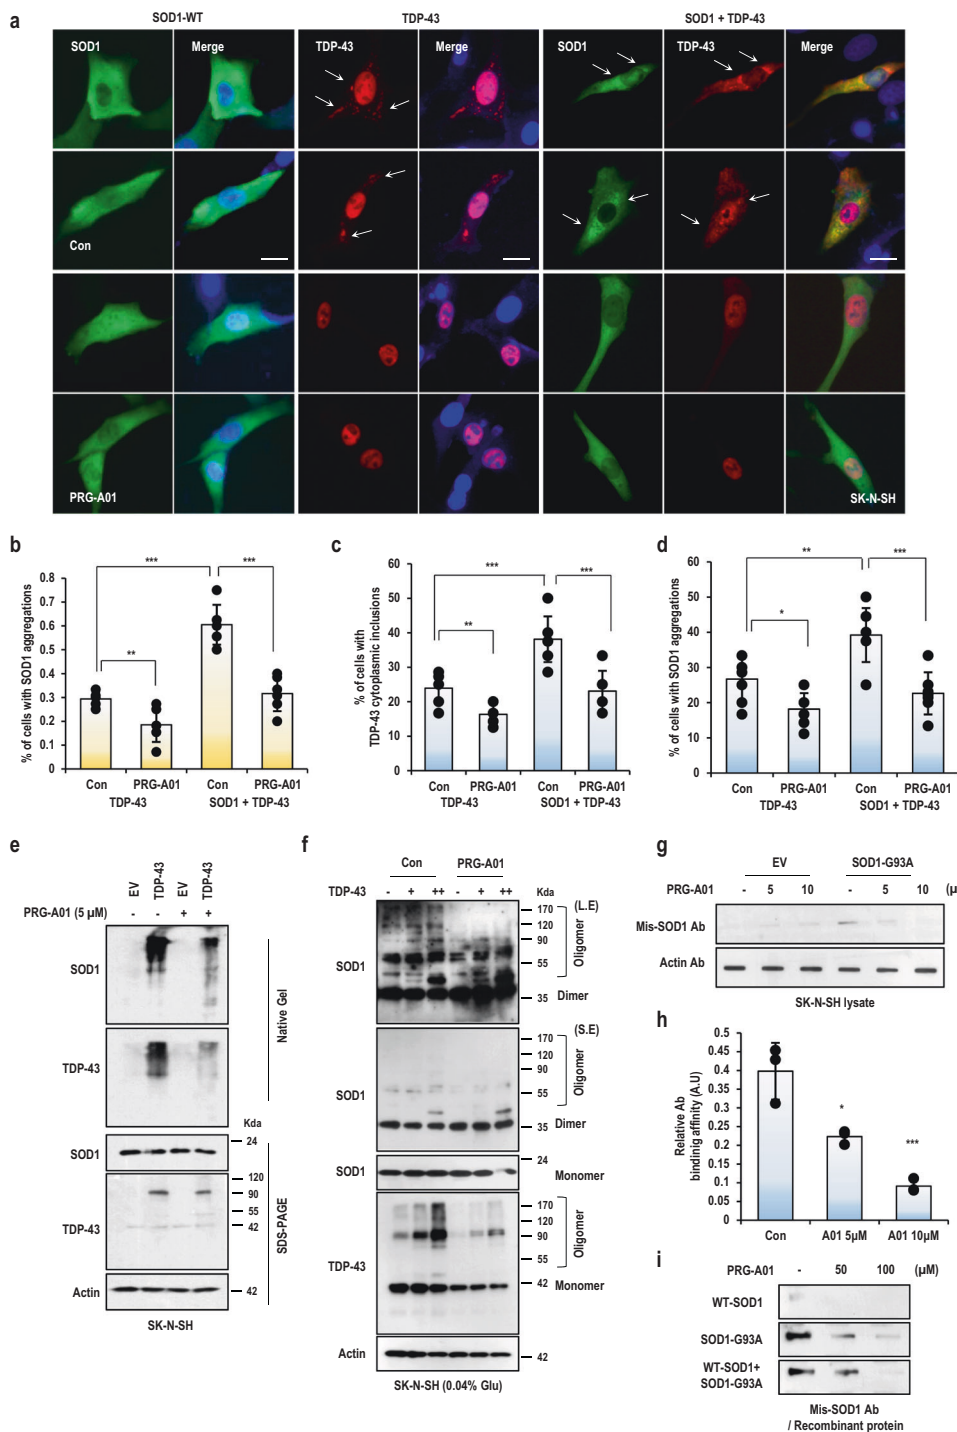 a
SOD1-WT
TDP-43
SOD1 + TDP-43
SOD1
Merge
TDP-43
Merge
SOD1
TDP-43
Merge
Con
PRG-A01
SK-N-SH
b
% of cells with SOD1 aggregations
0.8
0.7
0.6
0.5
0.4
0.3
0.2
0.1
0
***
***
**
Con PRG-A01 Con PRG-A01
TDP-43 SOD1 + TDP-43
c
% of cells with
TDP-43 cytoplasmic inclusions
60
50
40
30
20
10
0
***
***
**
Con PRG-A01 Con PRG-A01
TDP-43 SOD1 + TDP-43
d
% of cells with SOD1 aggregations
60
50
40
30
20
10
0
**
***
*
Con PRG-A01 Con PRG-A01
TDP-43 SOD1 + TDP-43
e
EV TDP-43 EV TDP-43
PRG-A01 (5 μM) - - + +
SOD1
TDP-43
Native Gel
Kda
SOD1
24
TDP-43
120
90
55
42
SDS-PAGE
Actin
42
SK-N-SH
f
Con PRG-A01
TDP-43 - + ++ - + ++ Kda
SOD1
170 (L.E)
120
90
55
Oligomer
35 Dimer
SOD1
170 (S.E)
120
90
55
Oligomer
35 Dimer
SOD1
24
Monomer
TDP-43
170
120
90
55
Oligomer
42 Monomer
Actin
42
SK-N-SH (0.04% Glu)
g
EV SOD1-G93A
PRG-A01 - 5 10 - 5 10 (μ
Mis-SOD1 Ab
Actin Ab
SK-N-SH lysate
h
Relative Ab
bindinig affinity (A.U)
0.5
0.45
0.4
0.35
0.3
0.25
0.2
0.15
0.1
0.05
0
*
***
Con A01 5μM A01 10μM
i
PRG-A01 - 50 100 (μM)
WT-SOD1
SOD1-G93A
WT-SOD1+
SOD1-G93A
Mis-SOD1 Ab
/ Recombinant protein